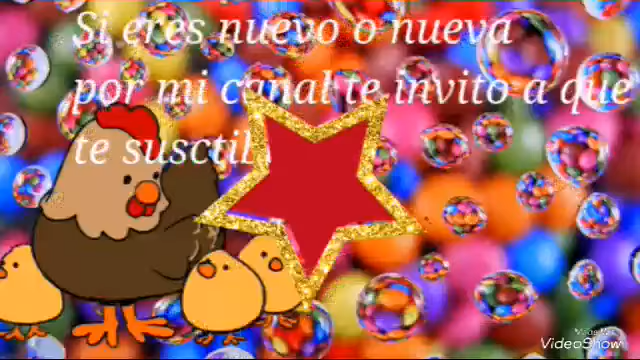 Si eres nuevo o nueva
por mi canal te invito a que
te
VideoShow